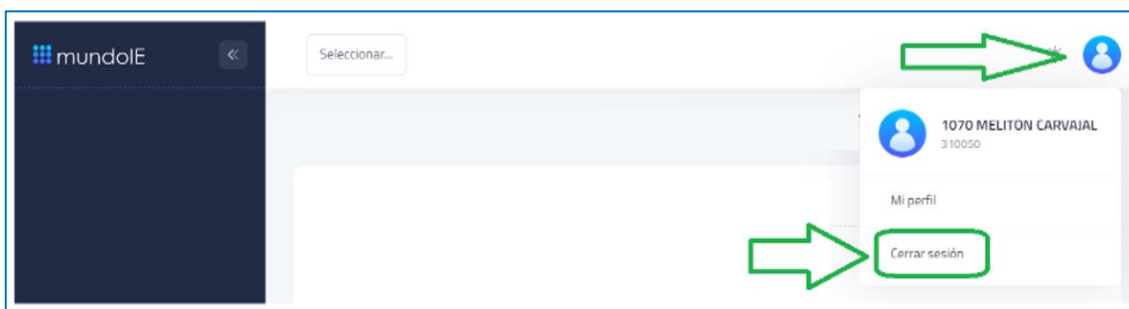 mundoIE
Seleccionar...
1070 MELITON CARVAJAL
310050
Mi perfil
Cerrar sesión